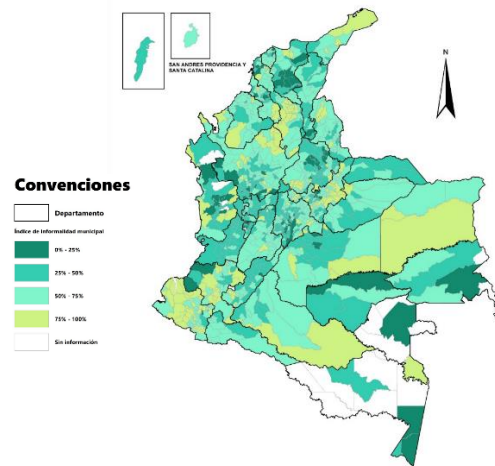 SAN ANDRES PROVIDENCIA Y
SANTA CATALINA
N
Convenciones
Departamento
Índice de informalidad municipal
0% - 25%
25% - 50%
50% - 75%
75% - 100%
Sin información